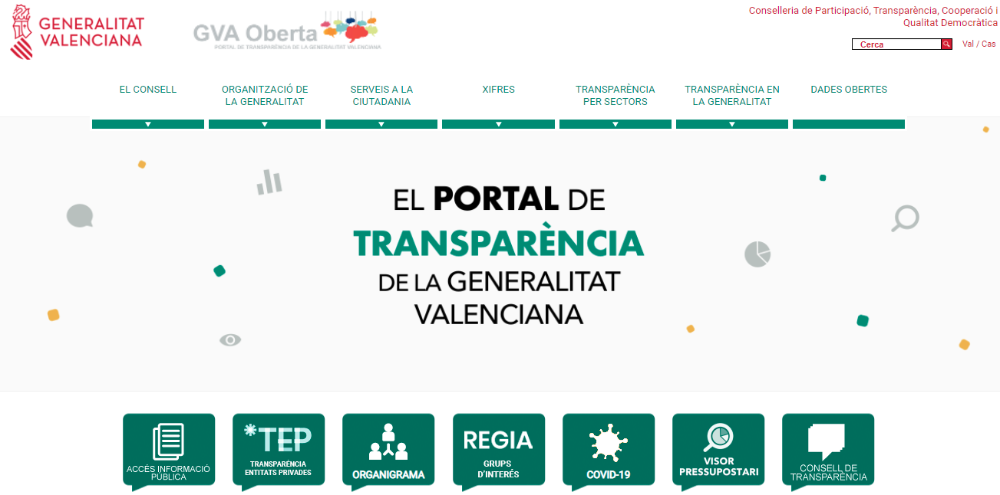 GENERALITAT
VALENCIANA
GVA Oberta
PORTAL DE TRANSPARÈNCIA DE LA GENERALITAT VALENCIANA
Conselleria de Participació, Transparència, Cooperació i
Qualitat Democràtica
Cerca
Val / Cas
EL CONSELL
ORGANITZACIÓ DE
LA GENERALITAT
SERVEIS A LA
CIUTADANIA
XIFRES
TRANSPARÈNCIA
PER SECTORS
TRANSPARÈNCIA EN
LA GENERALITAT
DADES OBERTES
EL PORTAL DE
TRANSPARÈNCIA
DE LA GENERALITAT
VALENCIANA
ACCÉS INFORMACIÓ
PÚBLICA
*TEP
TRANSPARÈNCIA
ENTITATS PRIVADES
ORGANIGRAMA
REGIA
GRUPS
D'INTERÉS
COVID-19
VISOR
PRESSUPOSTARI
CONSELL DE
TRANSPARÈNCIA